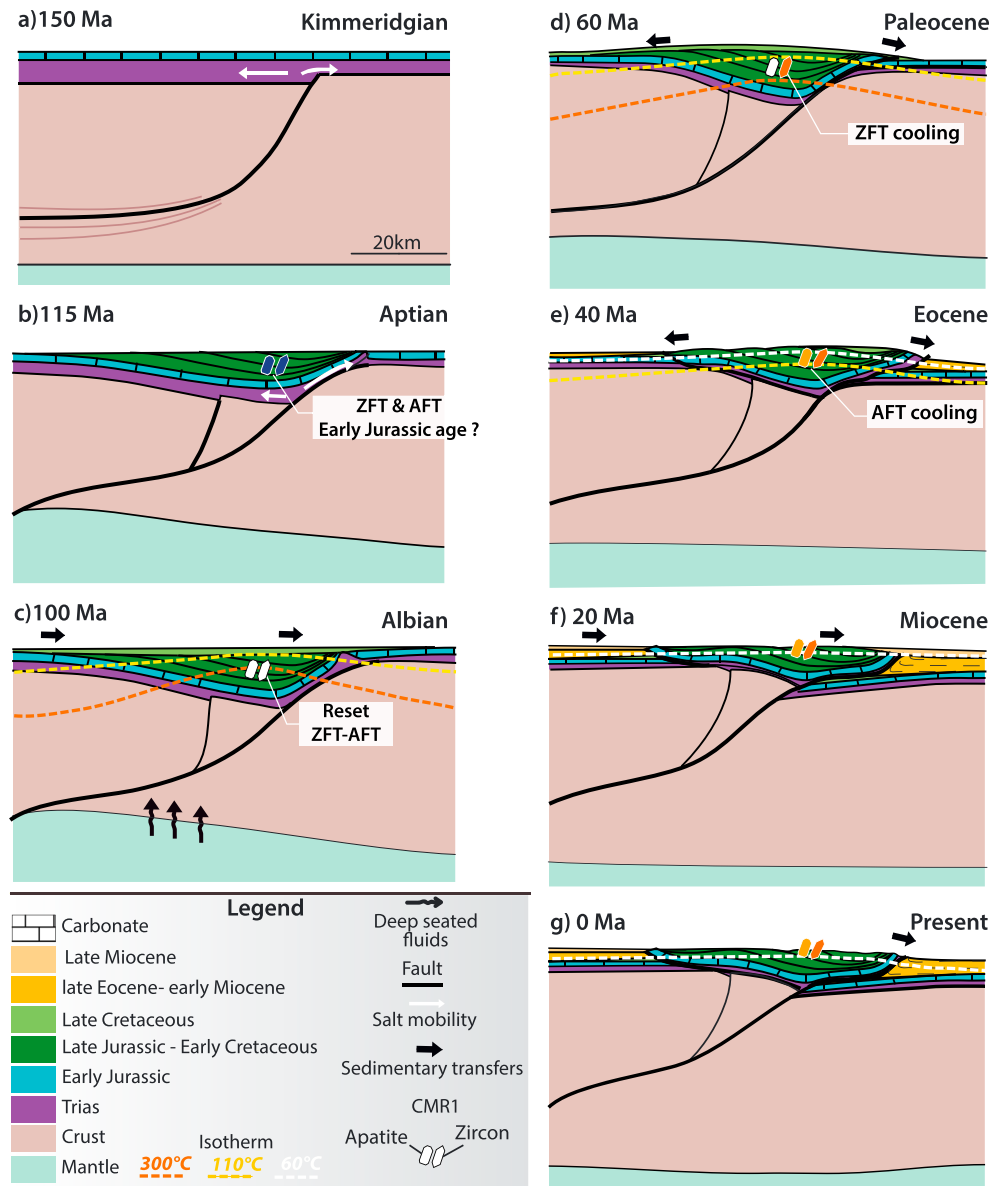 a)150 Ma
Kimmeridgian
20km
b)115 Ma
Aptian
ZFT & AFT
Early Jurassic age ?
c)100 Ma
Albian
Reset
ZFT-AFT
d) 60 Ma
Paleocene
ZFT cooling
e) 40 Ma
Eocene
AFT cooling
f) 20 Ma
Miocene
g) 0 Ma
Present
Legend
Carbonate
Late Miocene
late Eocene- early Miocene
Late Cretaceous
Late Jurassic - Early Cretaceous
Early Jurassic
Trias
Crust
Mantle
Isotherm
300°C
110°C
60°C
Deep seated
fluids
Fault
Salt mobility
Sedimentary transfers
CMR1
Apatite
Zircon